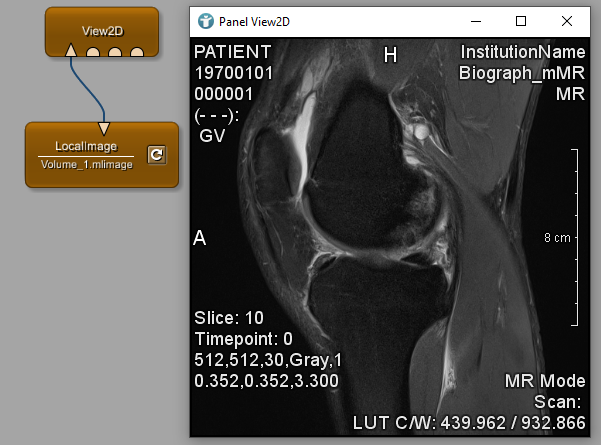 View2D
LocalImage
Volume_1.mlimage
Panel View2D
PATIENT
19700101
000001
(- - -):
GV
H
InstitutionName
Biograph_mMR
MR
A
8 cm
Slice: 10
Timepoint: 0
512,512,30,Gray,1
0.352,0.352,3.300
MR Mode
Scan:
LUT C/W: 439.962 / 932.866